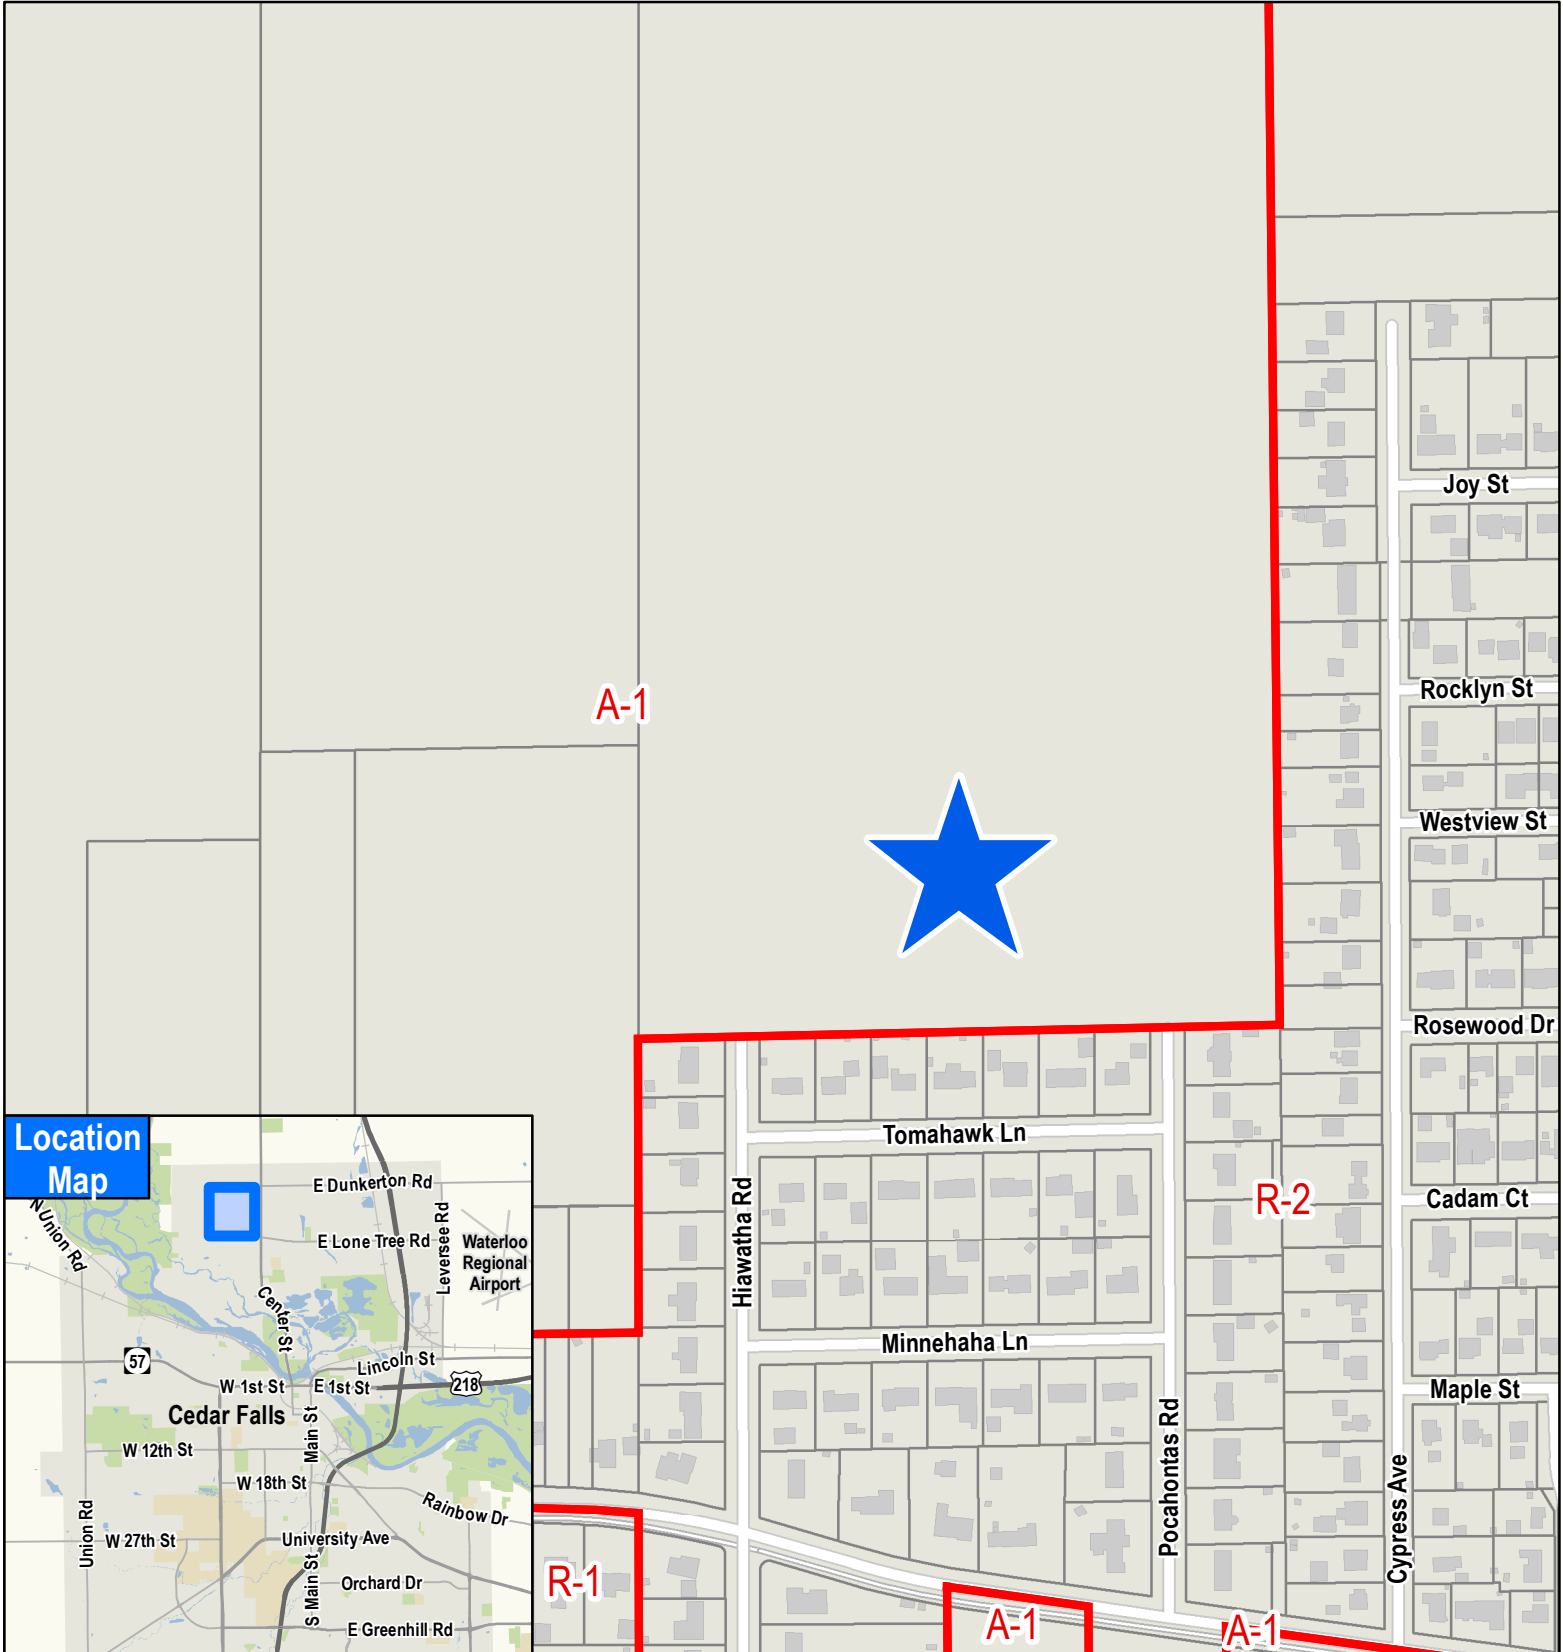 Joy St
Rocklyn St
A-1
Westview St
Rosewood Dr
Tomahawk Ln
R-2
Cadam Ct
Hiawatha Rd
Minnehaha Ln
Maple St
Pocahontas Rd
Cypress Ave
R-1
A-1
A-1
Location
Map
E Dunkerton Rd
N Union Rd
E Lone Tree Rd
Leversee Rd
Waterloo
Regional
Airport
Center St
57
Lincoln St
W 1st St
E 1st St
218
Cedar Falls
Main St
W 12th St
W 18th St
Rainbow Dr
Union Rd
W 27th St
University Ave
S Main St
Orchard Dr
E Greenhill Rd